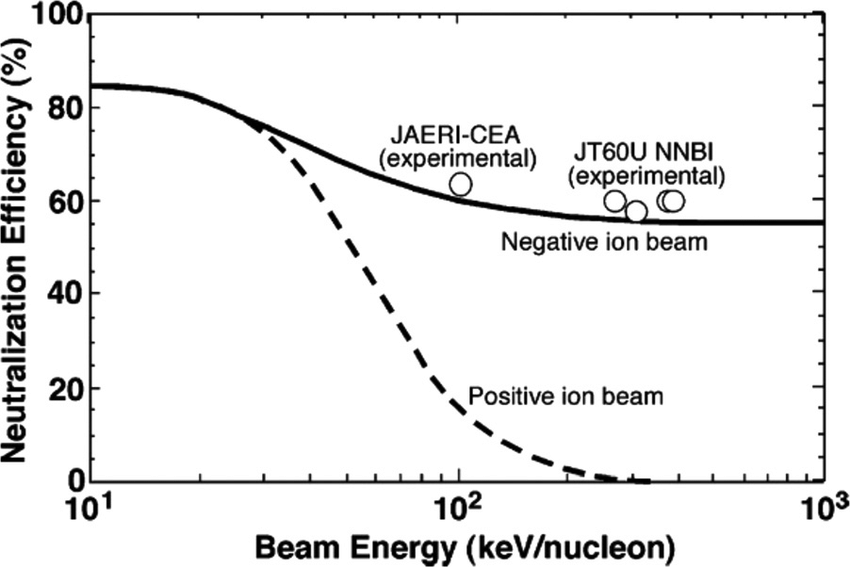 Neutralization Efficiency (%)
100
80
60
40
20
0
JAERI-CEA
(experimental)
JT60U NNBI
(experimental)
Negative ion beam
Positive ion beam
10¹
10²
10³
Beam Energy (keV/nucleon)